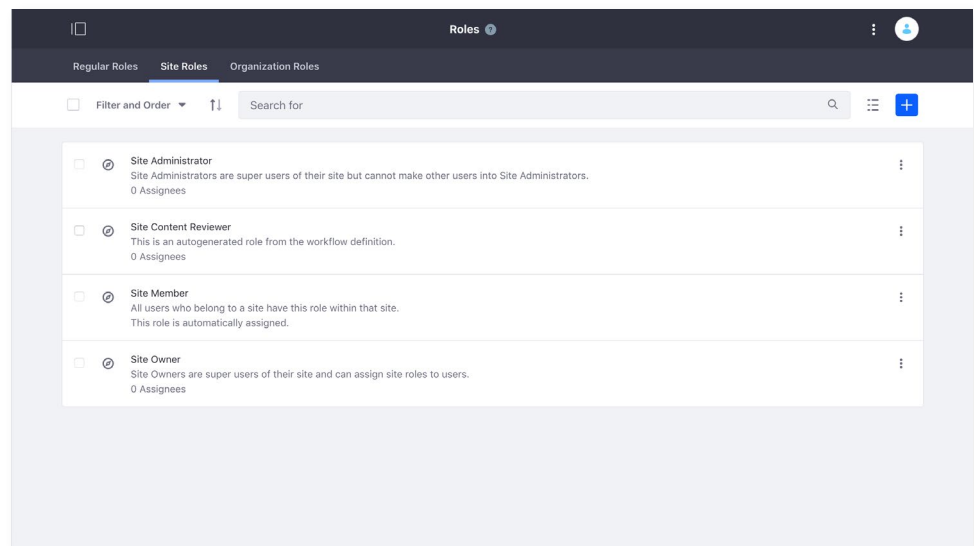 Roles ?
Regular Roles Site Roles Organization Roles
Filter and Order Search for
Site Administrator
Site Administrators are super users of their site but cannot make other users into Site Administrators.
0 Assignees
Site Content Reviewer
This is an autogenerated role from the workflow definition.
0 Assignees
Site Member
All users who belong to a site have this role within that site.
This role is automatically assigned.
Site Owner
Site Owners are super users of their site and can assign site roles to users.
0 Assignees